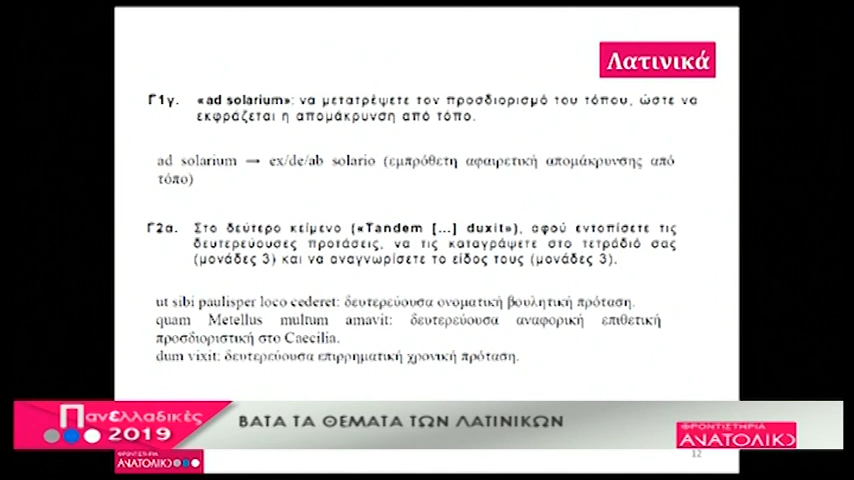 Λατινικά
Γ1γ. «ad solarium»: να μετατρέψετε τον προσδιορισμό του τόπου, ώστε να
εκφράζεται η απομάκρυνση από τόπο.
ad solarium → ex/de/ab solario (εμπρόθετη αφαιρετική απομάκρυνσης από
τόπο)
Γ2α. Στο δεύτερο κείμενο («Tandem [...] duxit»), αφού εντοπίσετε τις
δευτερεύουσες προτάσεις, να τις καταγράψετε στο τετράδιό σας
(μονάδες 3) και να αναγνωρίσετε το είδος τους (μονάδες 3).
ut sibi paulisper loco cederet: δευτερεύουσα ονοματική βουλητική πρόταση.
quam Metellus multum amavit: δευτερεύουσα αναφορική επιθετική
προσδιοριστική στο Caecilia.
dum vixit: δευτερεύουσα επιρρηματική χρονική πρόταση.
Πανελλαδικές
2019
ΒΑΤΑ ΤΑ ΘΕΜΑΤΑ ΤΩΝ ΛΑΤΙΝΙΚΩΝ
ΦΡΟΝΤΙΣΤΗΡΙΑ
ΑΝΑΤΟΛΙΚΟ
12
ΦΡΟΝΤΙΣΤΗΡΙΑ
ΑΝΑΤΟΛΙΚΟ